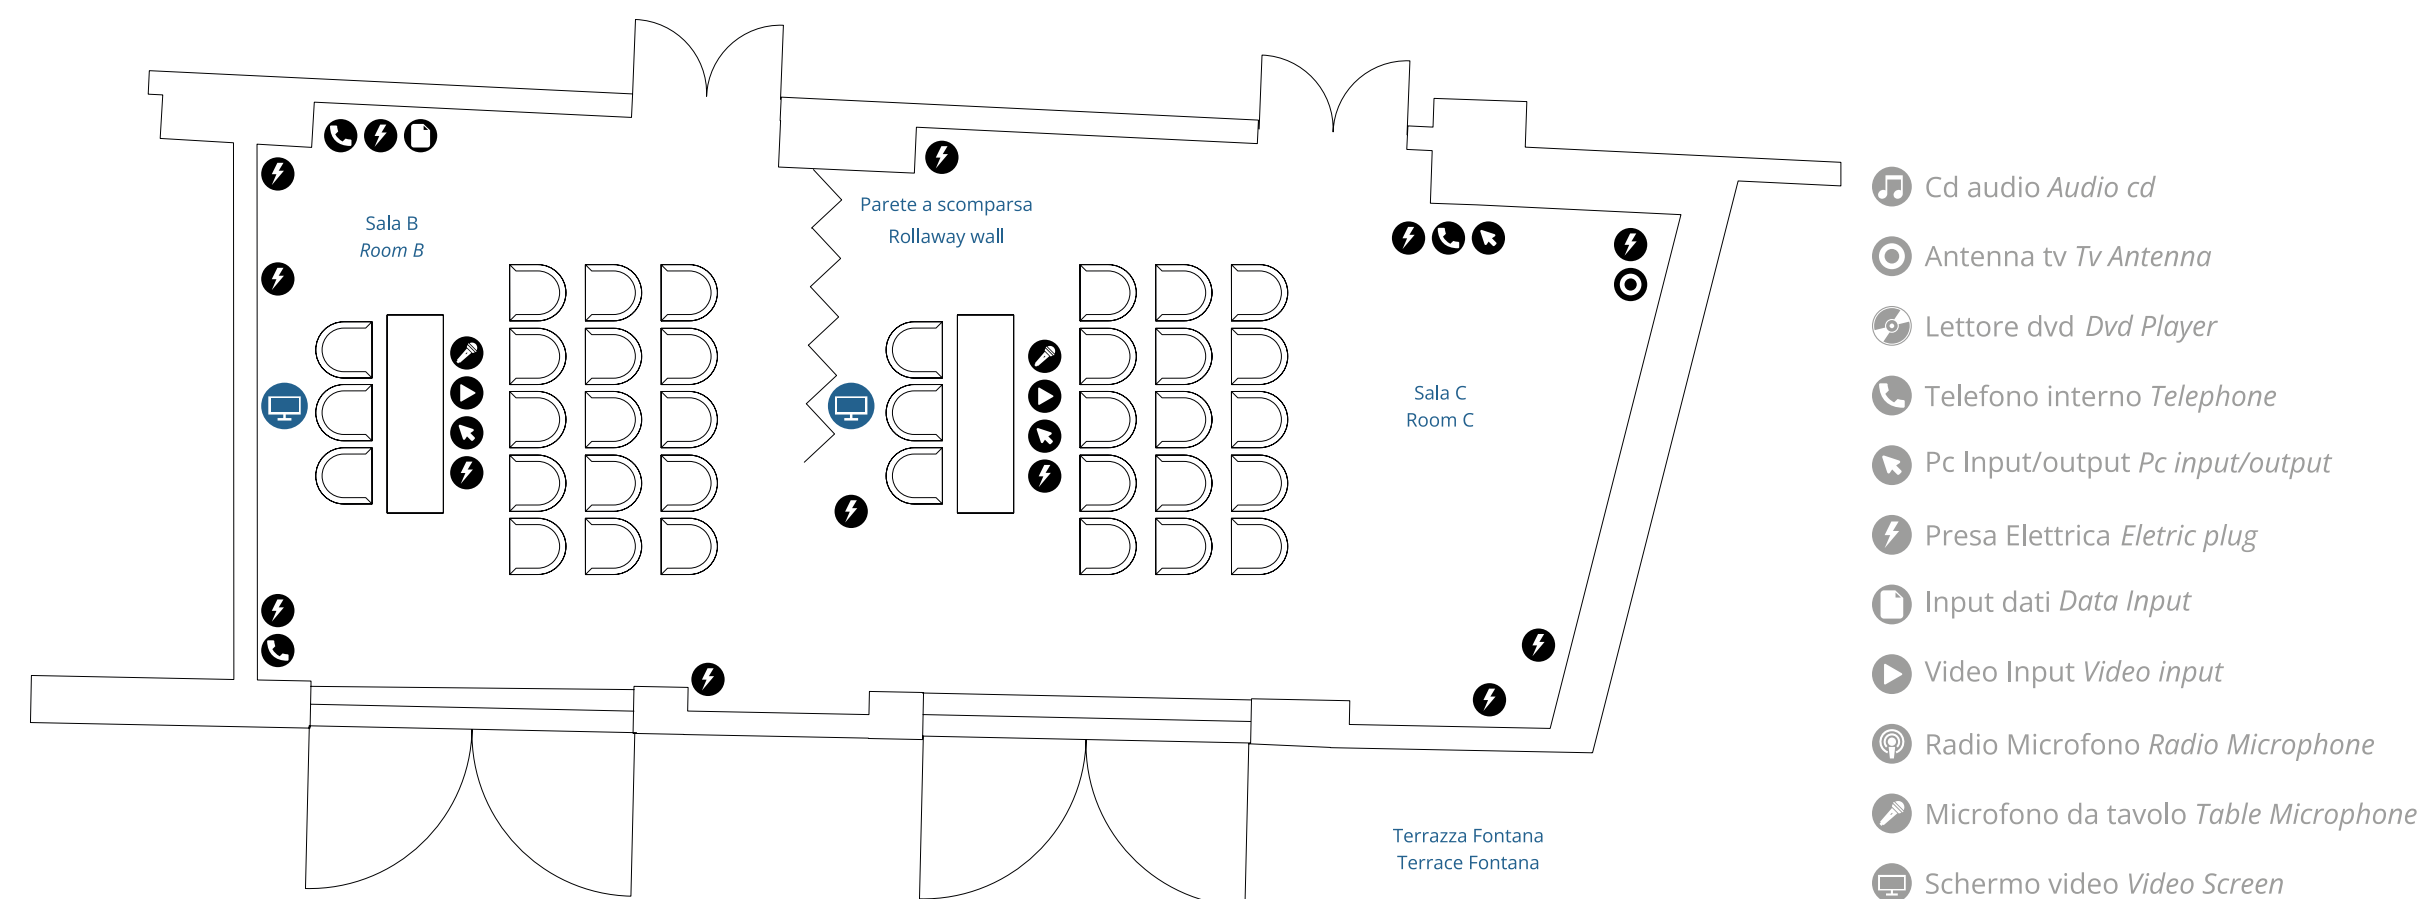 Sala B
Room B
Parete a scomparsa
Rollaway wall
Sala C
Room C
Terrazza Fontana
Terrace Fontana
Cd audio Audio cd
Antenna tv Tv Antenna
Lettore dvd Dvd Player
Telefono interno Telephone
Pc Input/output Pc input/output
Presa Elettrica Eletric plug
Input dati Data Input
Video Input Video input
Radio Microfono Radio Microphone
Microfono da tavolo Table Microphone
Schermo video Video Screen